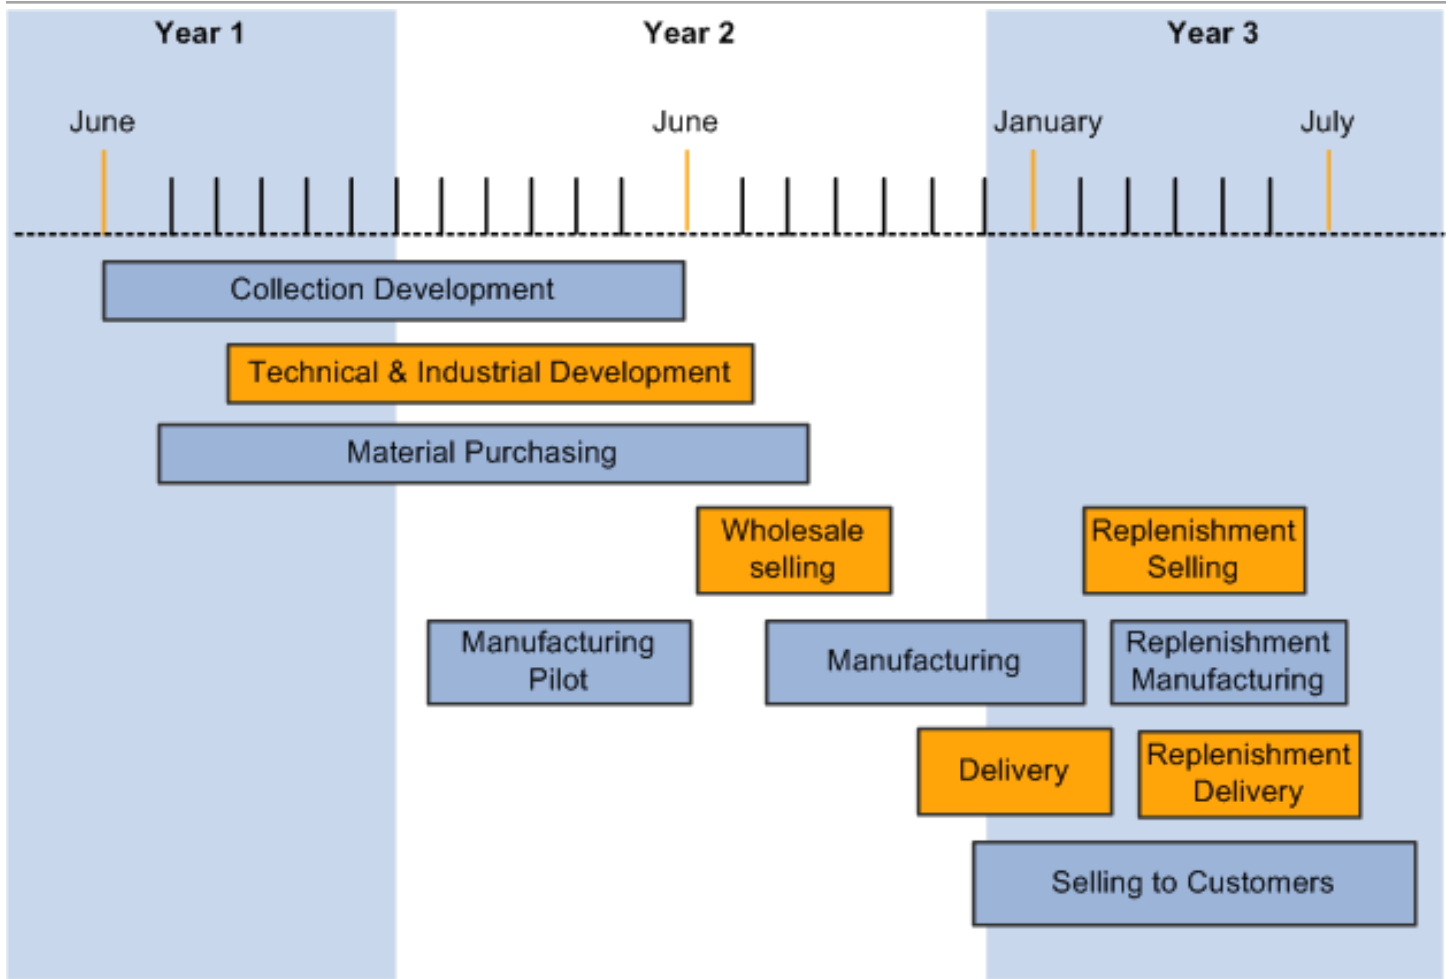 Year 1
Year 2
Year 3
June
June
January
July
Collection Development
Technical & Industrial Development
Material Purchasing
Wholesale
selling
Replenishment
Selling
Manufacturing
Pilot
Manufacturing
Replenishment
Manufacturing
Delivery
Replenishment
Delivery
Selling to Customers